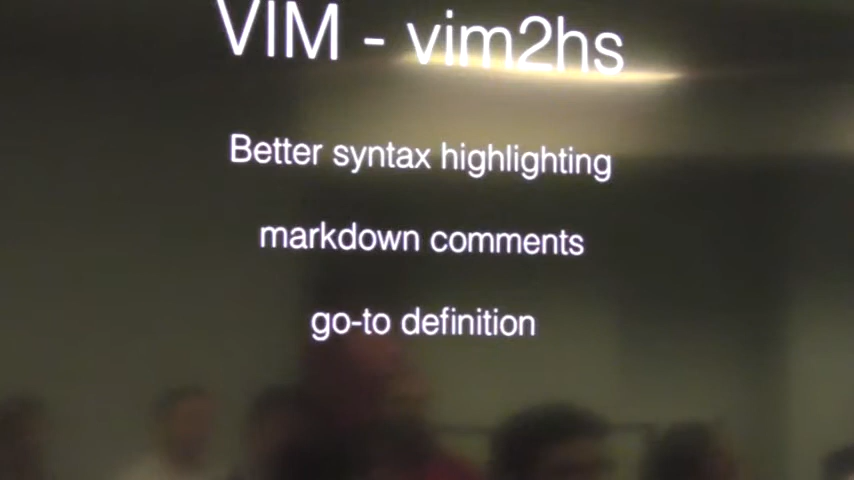 VIM - vim2hs
Better syntax highlighting
markdown comments
go-to definition